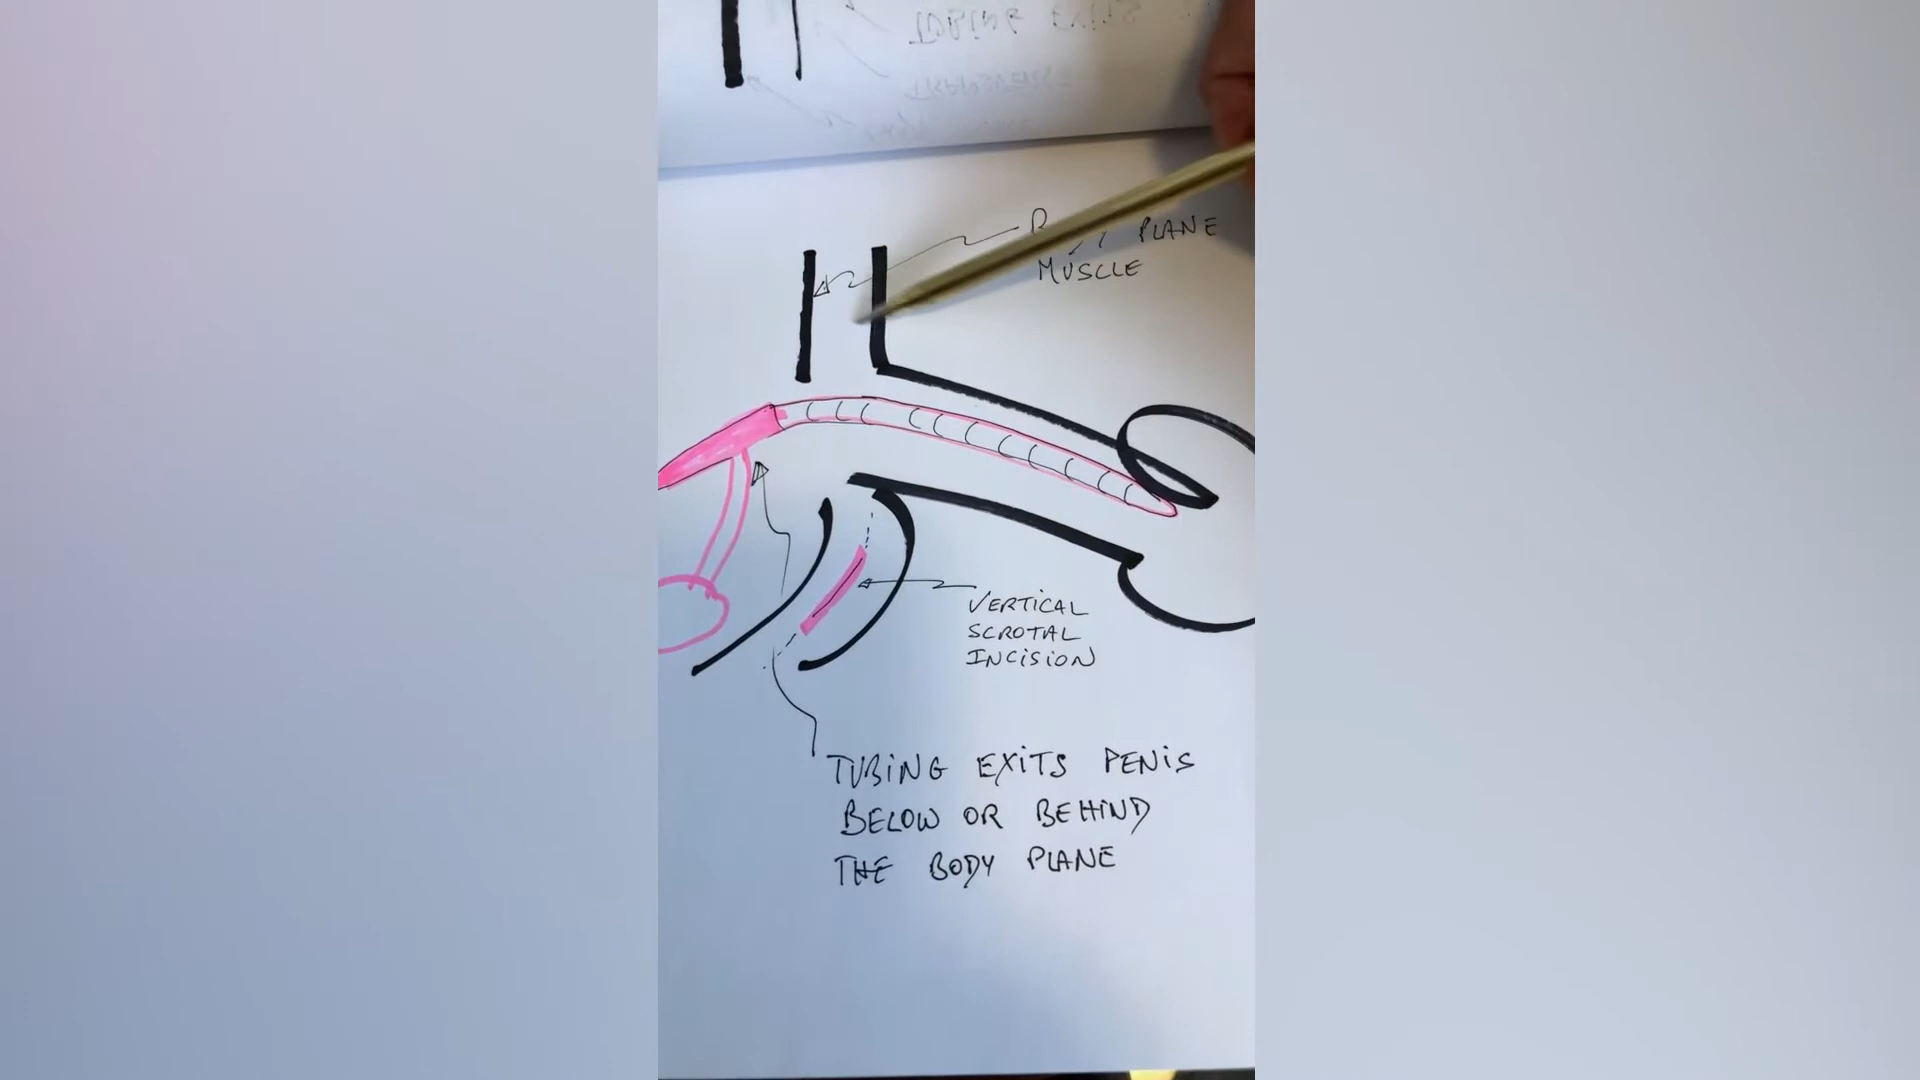 PLANE
MUSCLE
VERTICAL
SCROTAL
INCISION
TUBING EXITS PENIS
BELOW OR BEHIND
THE BODY PLANE